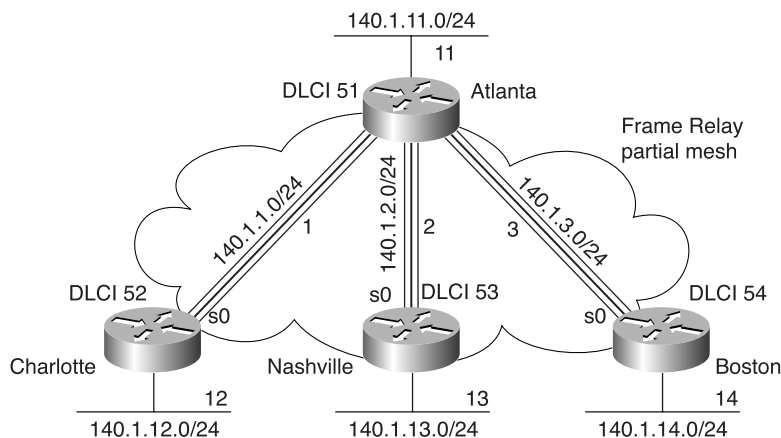 140.1.11.0/24
11
DLCI 51
Atlanta
Frame Relay
partial mesh
140.1.1.0/24
1
140.1.2.0/24
2
140.1.3.0/24
3
DLCI 52
s0
Charlotte
s0
DLCI 53
Nashville
s0
DLCI 54
Boston
12
140.1.12.0/24
13
140.1.13.0/24
14
140.1.14.0/24